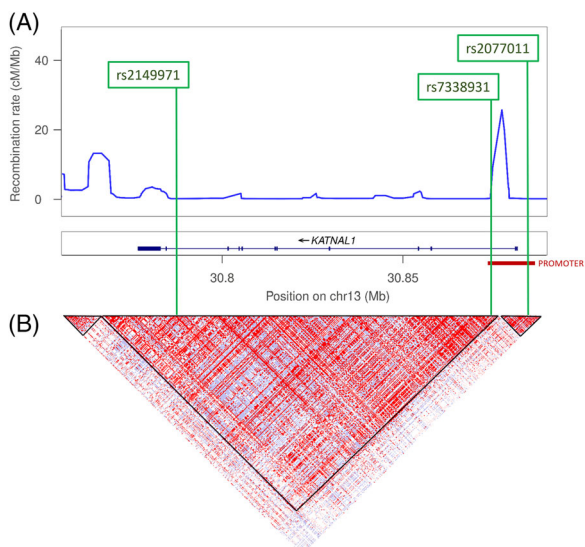 (A)
Recombination rate (cM/Mb)
40
20
0
rs2149971
rs7338931
rs2077011
←KATNAL1
PROMOTER
30.8
30.85
Position on chr13 (Mb)
(B)